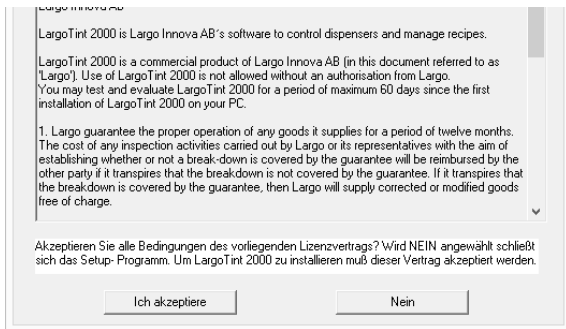 Largo Innova AB
LargoTint 2000 is Largo Innova AB´s software to control dispensers and manage recipes.
LargoTint 2000 is a commercial product of Largo Innova AB (in this document referred to as
'Largo'). Use of LargoTint 2000 is not allowed without an authorisation from Largo.
You may test and evaluate LargoTint 2000 for a period of maximum 60 days since the first
installation of LargoTint 2000 on your PC.
1. Largo guarantee the proper operation of any goods it supplies for a period of twelve months.
The cost of any inspection activities carried out by Largo or its representatives with the aim of
establishing whether or not a break-down is covered by the guarantee will be reimbursed by the
other party if it transpires that the breakdown is not covered by the guarantee. If it transpires that
the breakdown is covered by the guarantee, then Largo will supply corrected or modified goods
free of charge.
Akzeptieren Sie alle Bedingungen des vorliegenden Lizenzvertrags? Wird NEIN angewählt schließt
sich das Setup- Programm. Um LargoTint 2000 zu installieren muß dieser Vertrag akzeptiert werden.
Ich akzeptiere
Nein